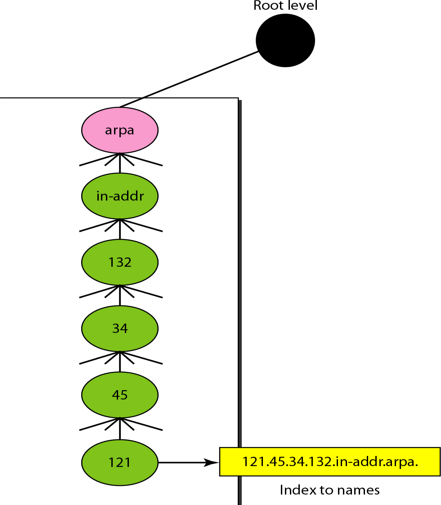 Root level
arpa
in-addr
132
34
45
121
121.45.34.132.in-addr.arpa.
Index to names